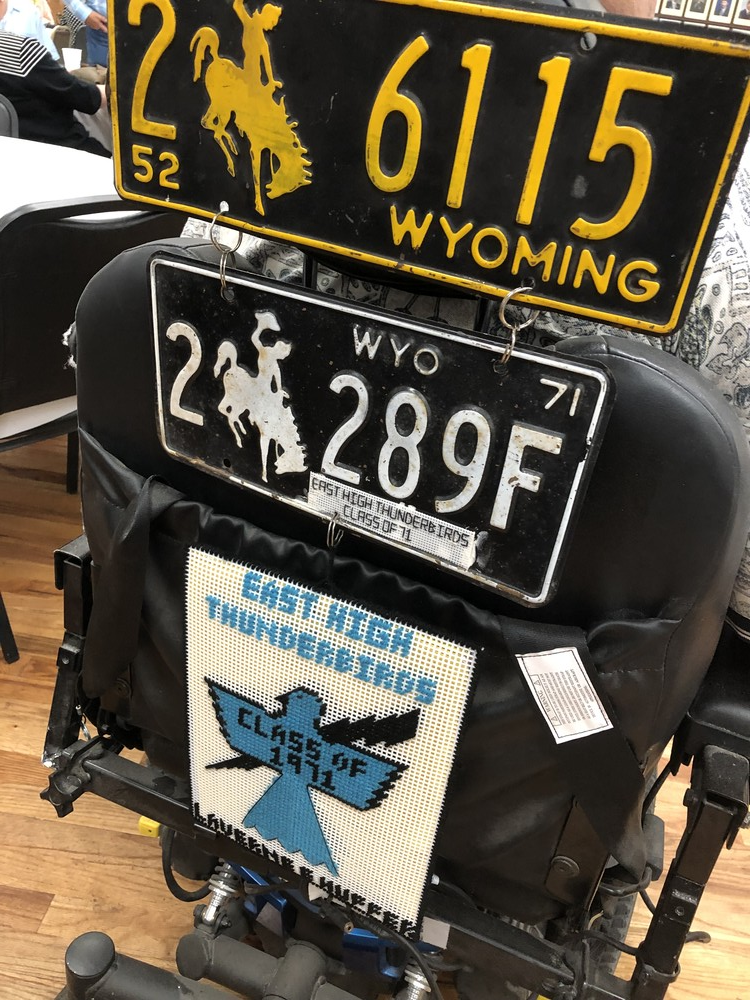 2 6115
52
WYOMING
WYO
71
2 289F
EAST HIGH THUNDERBIRDS
CLASS OF 71
EAST HIGH
THUNDERBIRDS
CLASS OF
1971